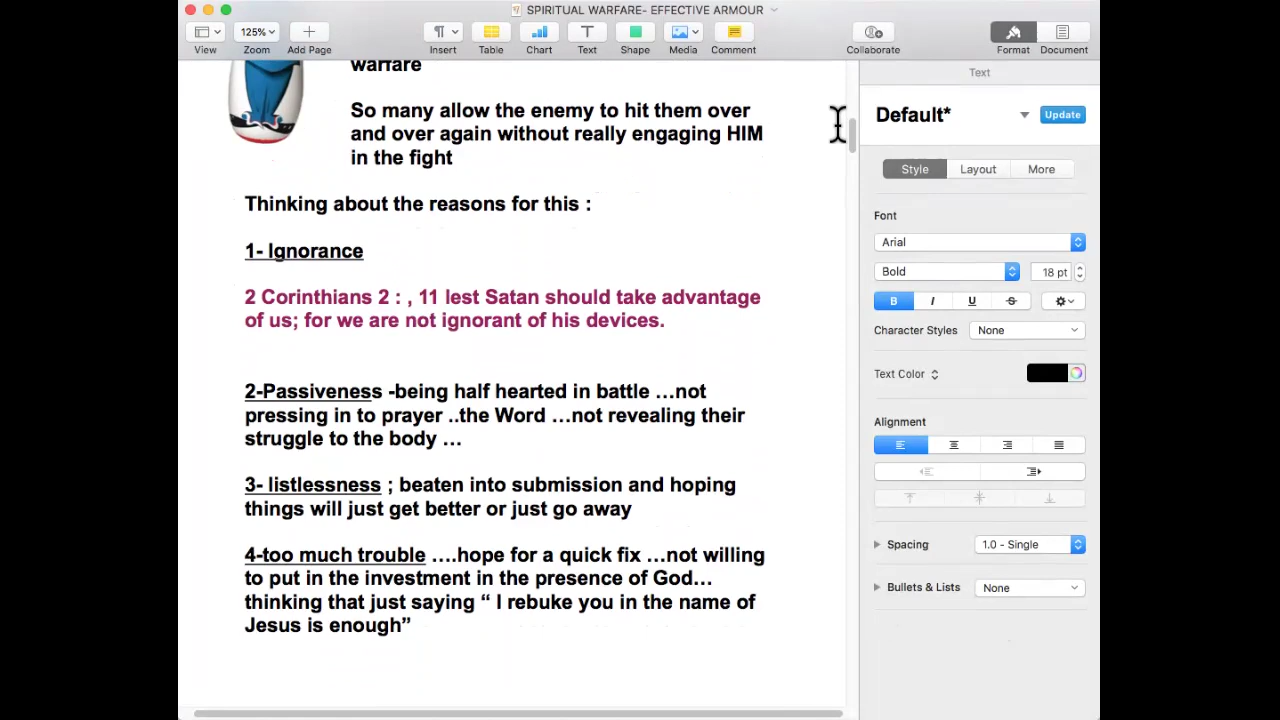 SPIRITUAL WARFARE- EFFECTIVE ARMOUR
125%
View
Zoom
Add Page
Insert
Table
Chart
Text
Shape
Media
Comment
Collaborate
Format
Document
warfare
So many allow the enemy to hit them over
and over again without really engaging HIM
in the fight
Thinking about the reasons for this :
1- Ignorance
2 Corinthians 2 : , 11 lest Satan should take advantage
of us; for we are not ignorant of his devices.
2-Passiveness -being half hearted in battle …not
pressing in to prayer ..the Word …not revealing their
struggle to the body …
3- listlessness ; beaten into submission and hoping
things will just get better or just go away
4-too much trouble ….hope for a quick fix …not willing
to put in the investment in the presence of God…
thinking that just saying “ I rebuke you in the name of
Jesus is enough”
Text
Default*
Update
Style
Layout
More
Font
Arial
Bold
18 pt
B I U S
Character Styles
None
Text Color
Alignment
Spacing
1.0 - Single
Bullets & Lists
None